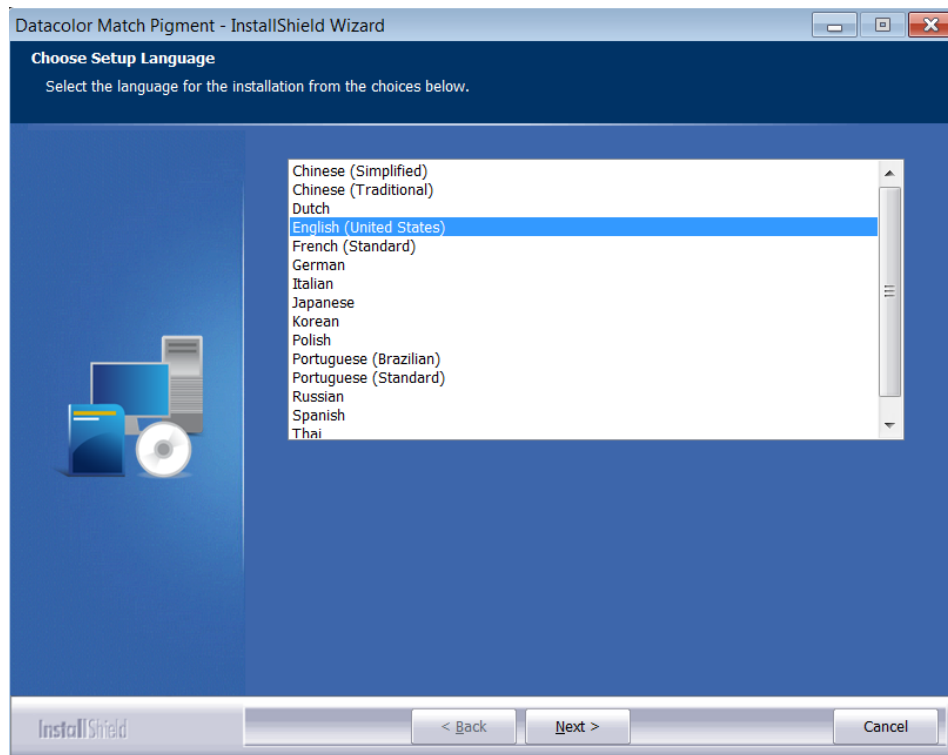 Datacolor Match Pigment - InstallShield Wizard
Choose Setup Language
Select the language for the installation from the choices below.
Chinese (Simplified)
Chinese (Traditional)
Dutch
English (United States)
French (Standard)
German
Italian
Japanese
Korean
Polish
Portuguese (Brazilian)
Portuguese (Standard)
Russian
Spanish
Thai
InstallShield
< Back
Next >
Cancel